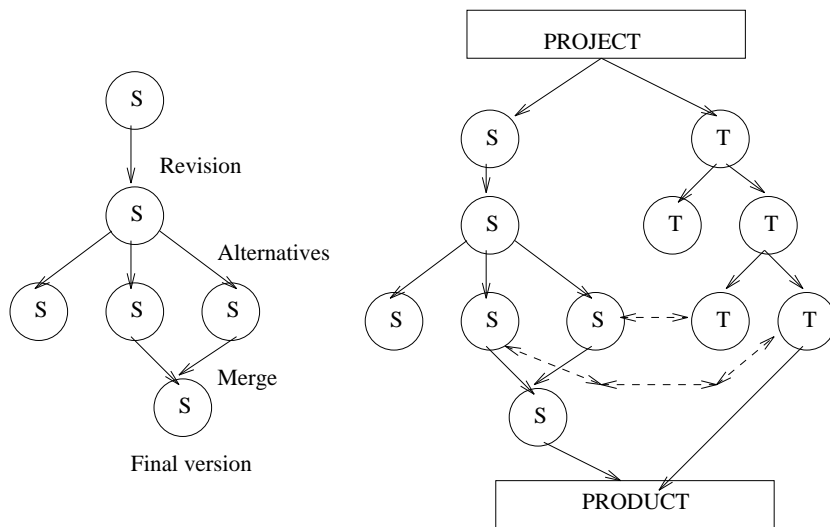 S
Revision
S
Alternatives
S
S
S
Merge
S
Final version
PROJECT
S
T
S
T
T
S
S
S
T
T
S
PRODUCT